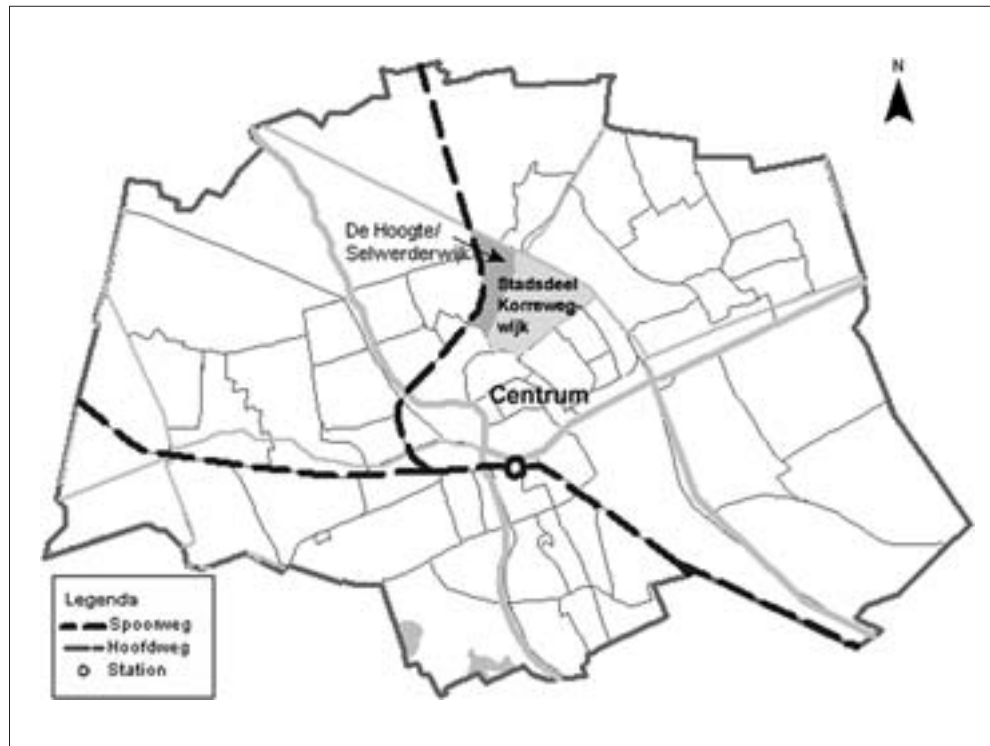 N
De Hoogte/
Selwerderwijk
Stadsdeel
Korreweg-
wijk
Centrum
Legenda
Spoorweg
Hoofdweg
Station